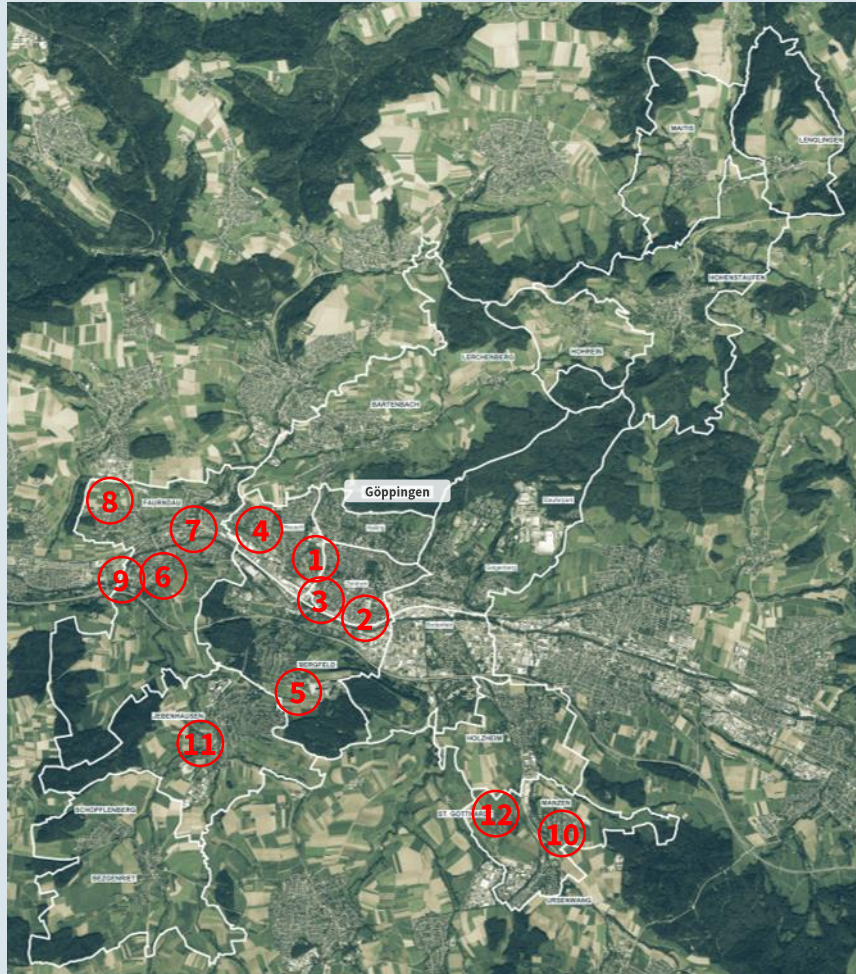 MAITIS
LENGLINGEN
HOHENSTAUFEN
LERCHENBERG
HOHREIN
BARTENBACH
Göppingen
FAURNDAU
8
7
4
1
9
6
3
2
BERGFELD
5
JEBENHAUSEN
11
HOLZHEIM
SCHOPFLENBERG
ST. GOTTHARD
12
MANZEN
10
BEZGENRIET
URSENWANG